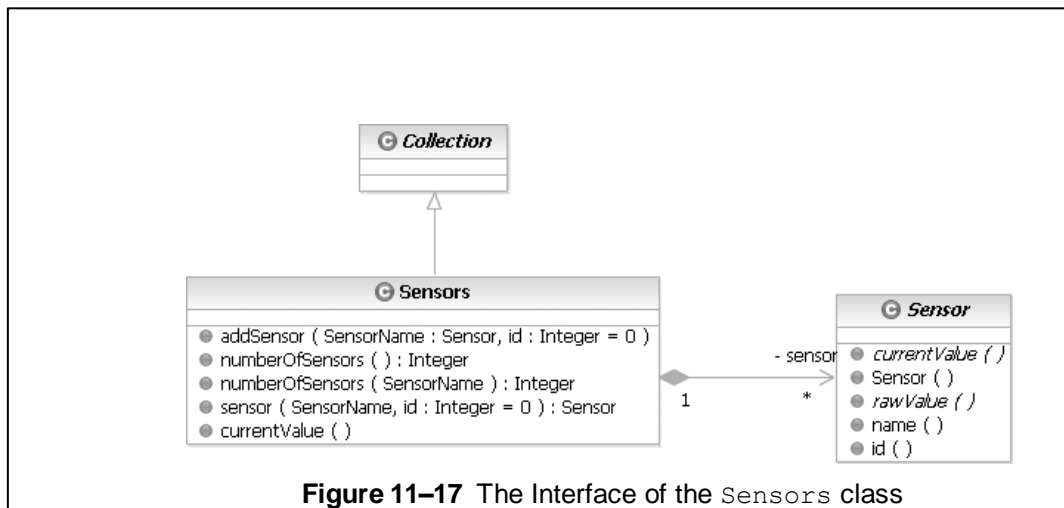 C Collection
C Sensors
addSensor ( SensorName : Sensor, id : Integer = 0 )
numberOfSensors ( ) : Integer
numberOfSensors ( SensorName ) : Integer
sensor ( SensorName, id : Integer = 0 ) : Sensor
currentValue ( )
1
- sensor
*
C Sensor
currentValue ( )
Sensor ( )
rawValue ( )
name ( )
id ( )
Figure 11–17 The Interface of the Sensors class